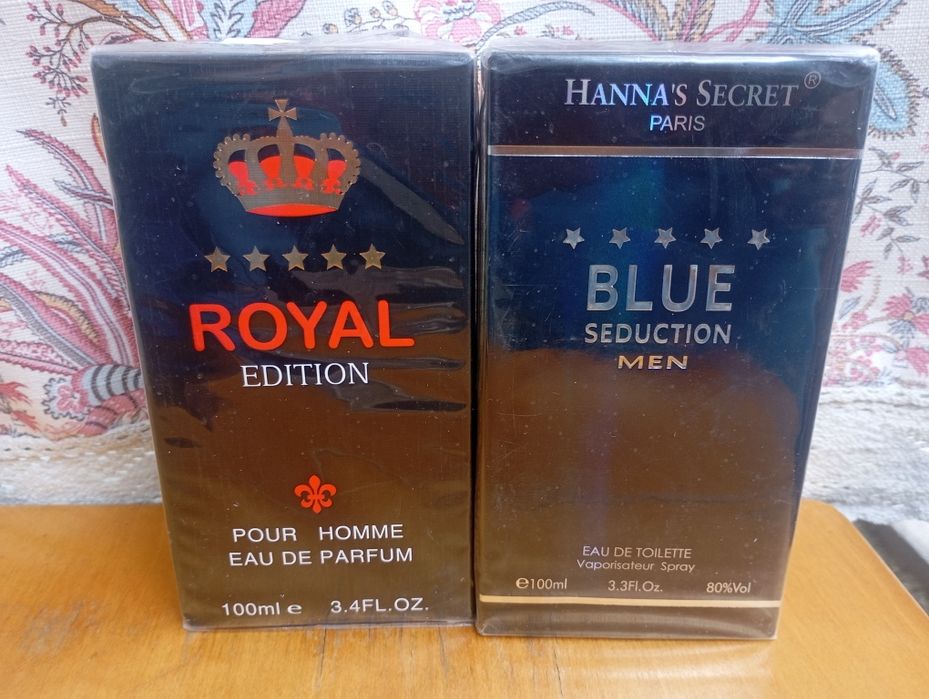 ROYAL
EDITION
POUR HOMME
EAU DE PARFUM
100ml e 3.4FL.OZ.
HANNA'S SECRET®
PARIS
BLUE
SEDUCTION
MEN
EAU DE TOILETTE
Vaporisateur Spray
e100ml 3.3Fl.Oz. 80%Vol